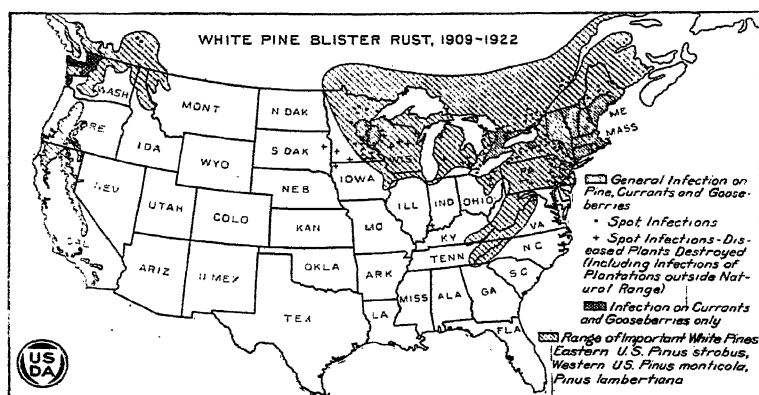 WHITE PINE BLISTER RUST, 1909-1922
WASH
MONT
N DAK
ORE
IDA
S DAK
WIS
WYO
NEB
IOWA
NEV
UTAH
COLO
KAN
MO
ILL
IND
OHIO
PA
ME
MASS
KY
VA
TENN
N C
ARIZ
N MEX
OKLA
ARK
S C
TEX
LA
MISS
ALA
GA
FLA
General Infection on
Pine, Currants and Goose-
berries
Spot Infections
+ Spot Infections-Dis-
eased Plants Destroyed
(Including Infections of
Plantations outside Nat-
ural Range)
Infection on Currants
and Gooseberries only
Range of Important White Pines
Eastern U.S. Pinus strobus,
Western US. Pinus monticola,
Pinus lambertiana
US
DA